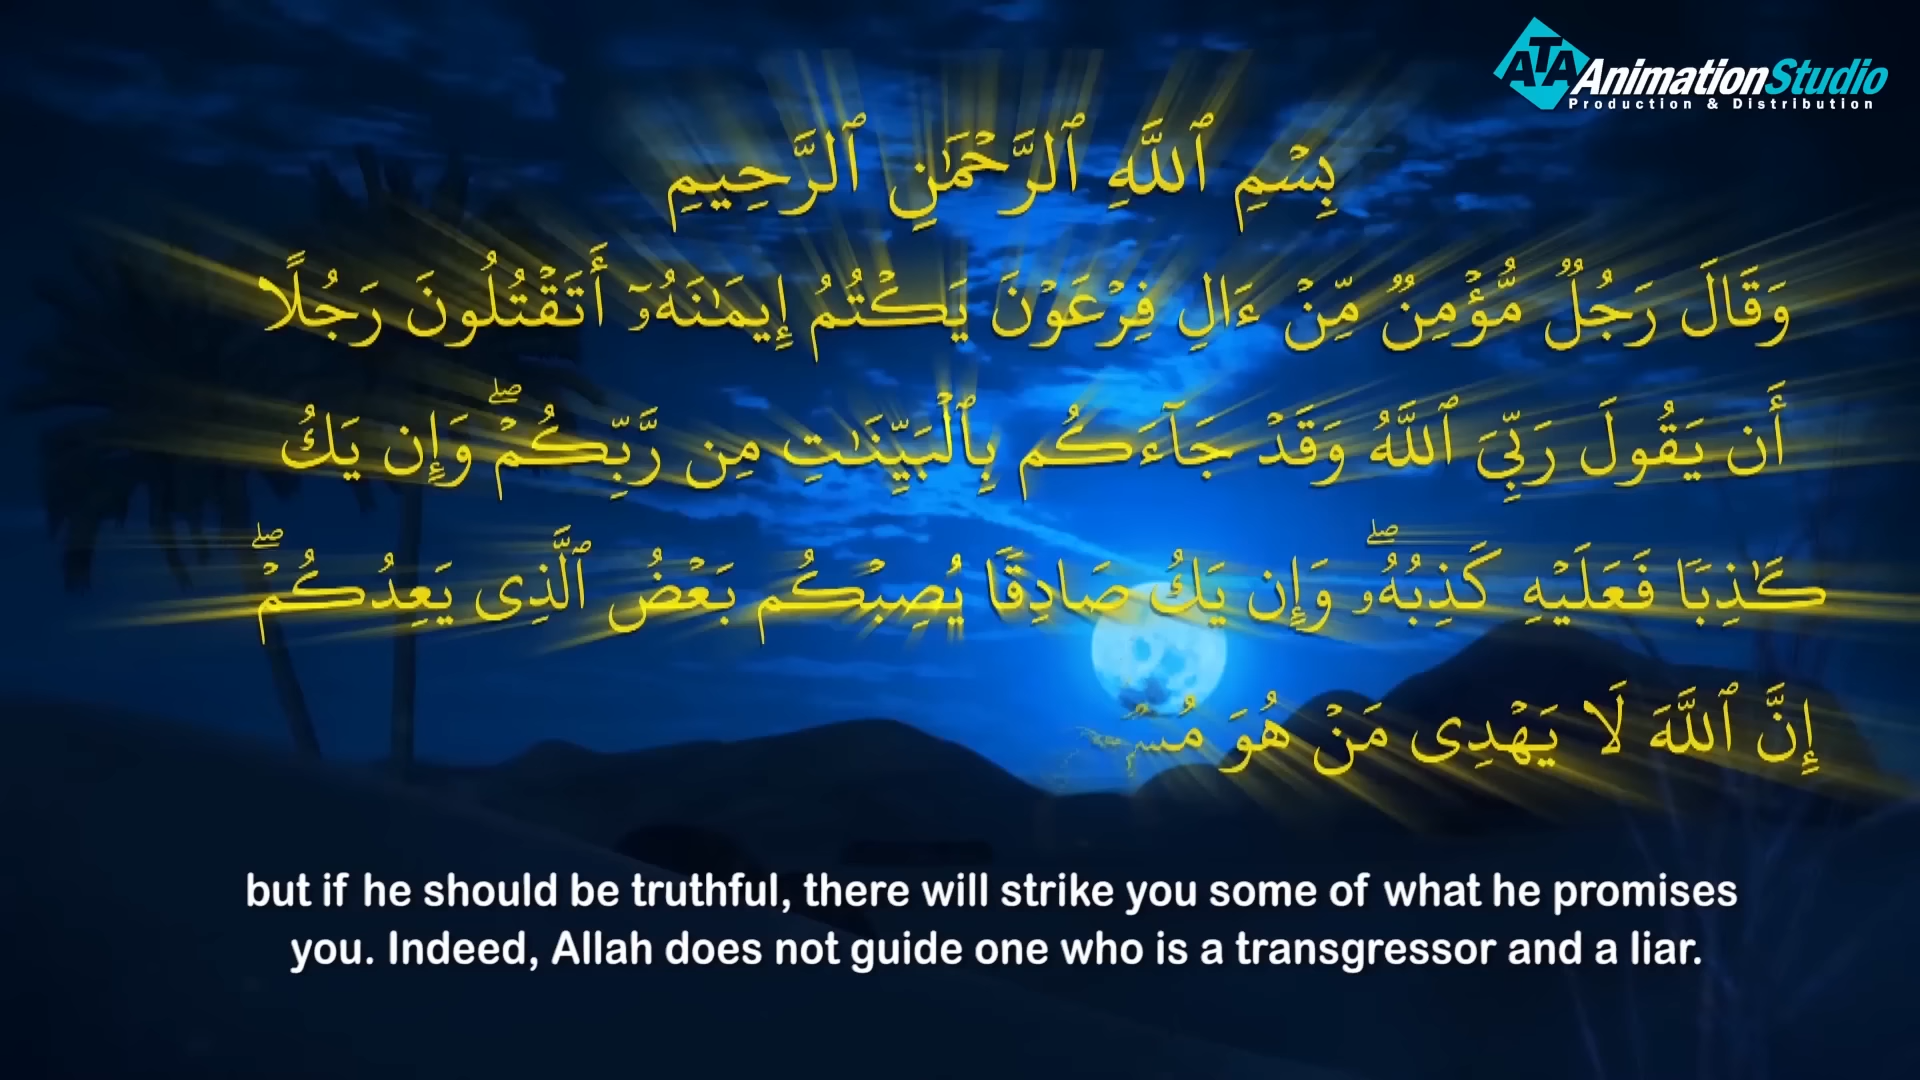 ATA AnimationStudio
Production & Distribution
بِسْمِ ٱللَّهِ ٱلرَّحْمَٰنِ ٱلرَّحِيمِ
وَقَالَ رَجُلٌ مُّؤْمِنٌ مِّنْ ءَالِ فِرْعَوْنَ يَكْتُمُ إِيمَٰنَهُۥٓ أَتَقْتُلُونَ رَجُلًا
أَن يَقُولَ رَبِّىَ ٱللَّهُ وَقَدْ جَآءَكُم بِٱلْبَيِّنَٰتِ مِن رَّبِّكُمْ ۖ وَإِن يَكُ
كَٰذِبًا فَعَلَيْهِ كَذِبُهُۥ ۖ وَإِن يَكُ صَادِقًا يُصِبْكُم بَعْضُ ٱلَّذِى يَعِدُكُمْ ۖ
إِنَّ ٱللَّهَ لَا يَهْدِى مَنْ هُوَ
but if he should be truthful, there will strike you some of what he promises
you. Indeed, Allah does not guide one who is a transgressor and a liar.